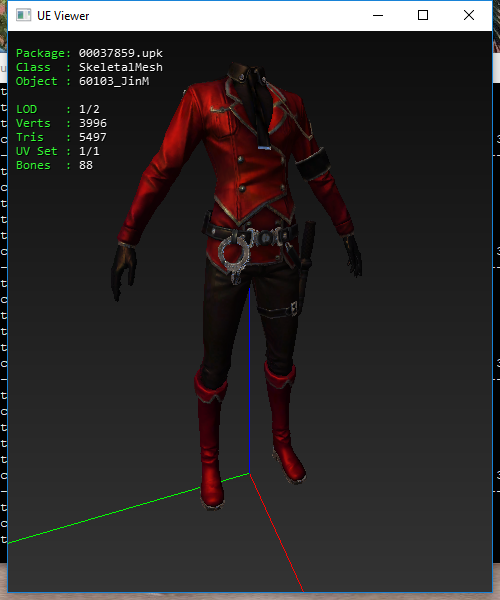 UE Viewer
Package: 00037859.upk
Class  : SkeletalMesh
Object : 60103_JinM
LOD    : 1/2
Verts  : 3996
Tris   : 5497
UV Set : 1/1
Bones  : 88